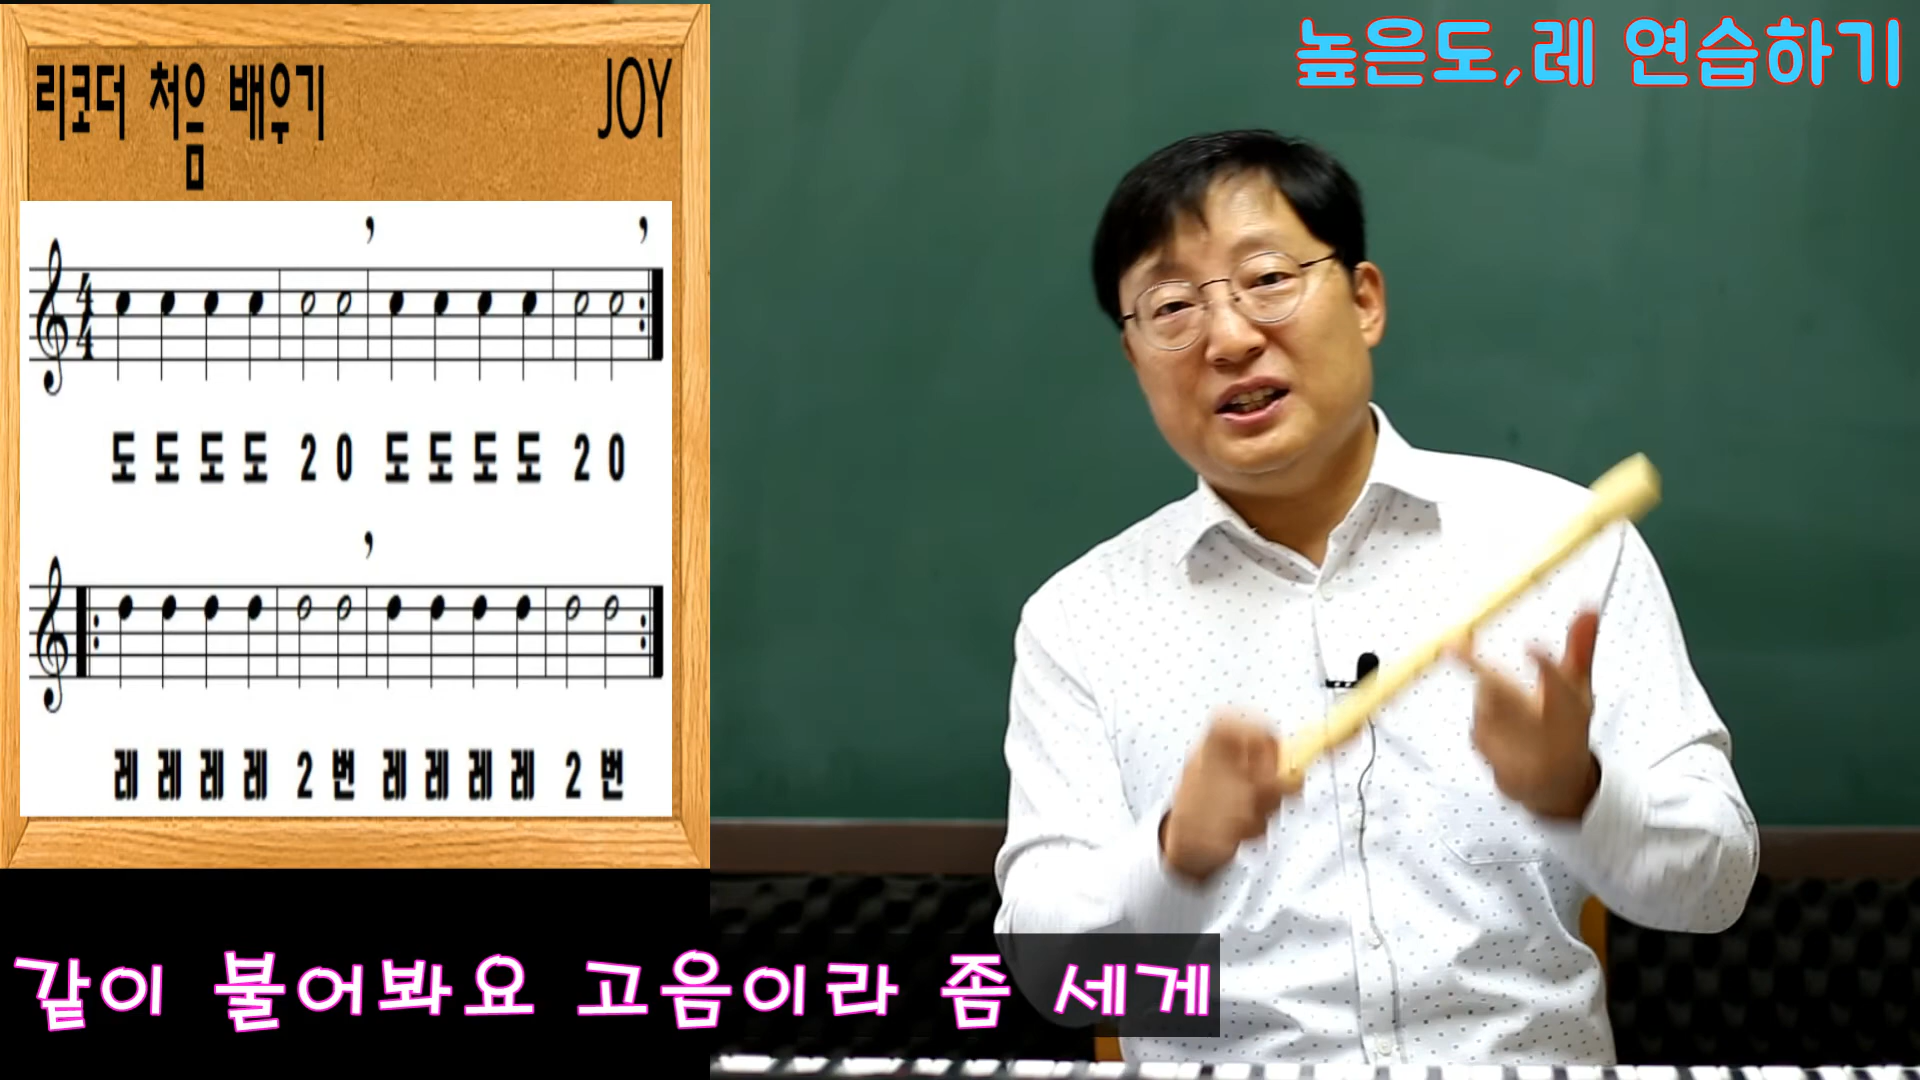 높은도,레 연습하기
리코더 처음 배우기 JOY
4
4
도 도 도 도 2 0 도 도 도 도 2 0
레 레 레 레 2 번 레 레 레 레 2 번
같이 불어봐요 고음이라 좀 세게